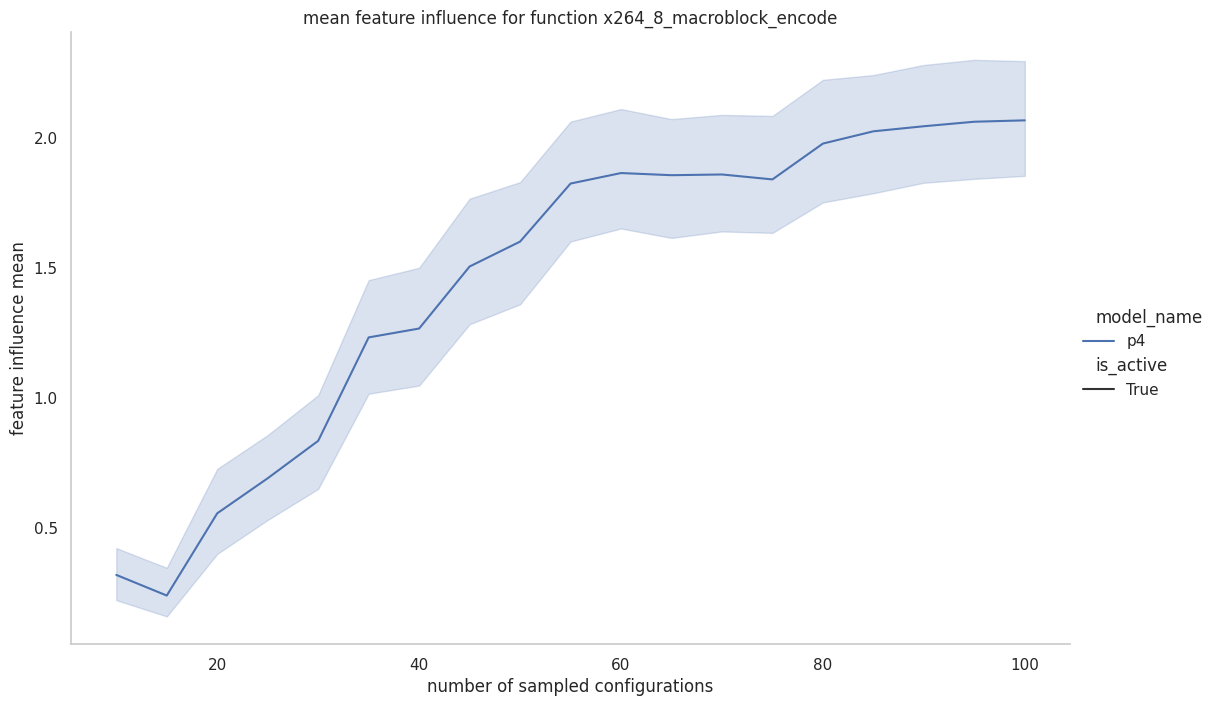 mean feature influence for function x264_8_macroblock_encode
feature influence mean
2.0
1.5
1.0
0.5
20
40
60
80
100
number of sampled configurations
model_name
p4
is_active
True